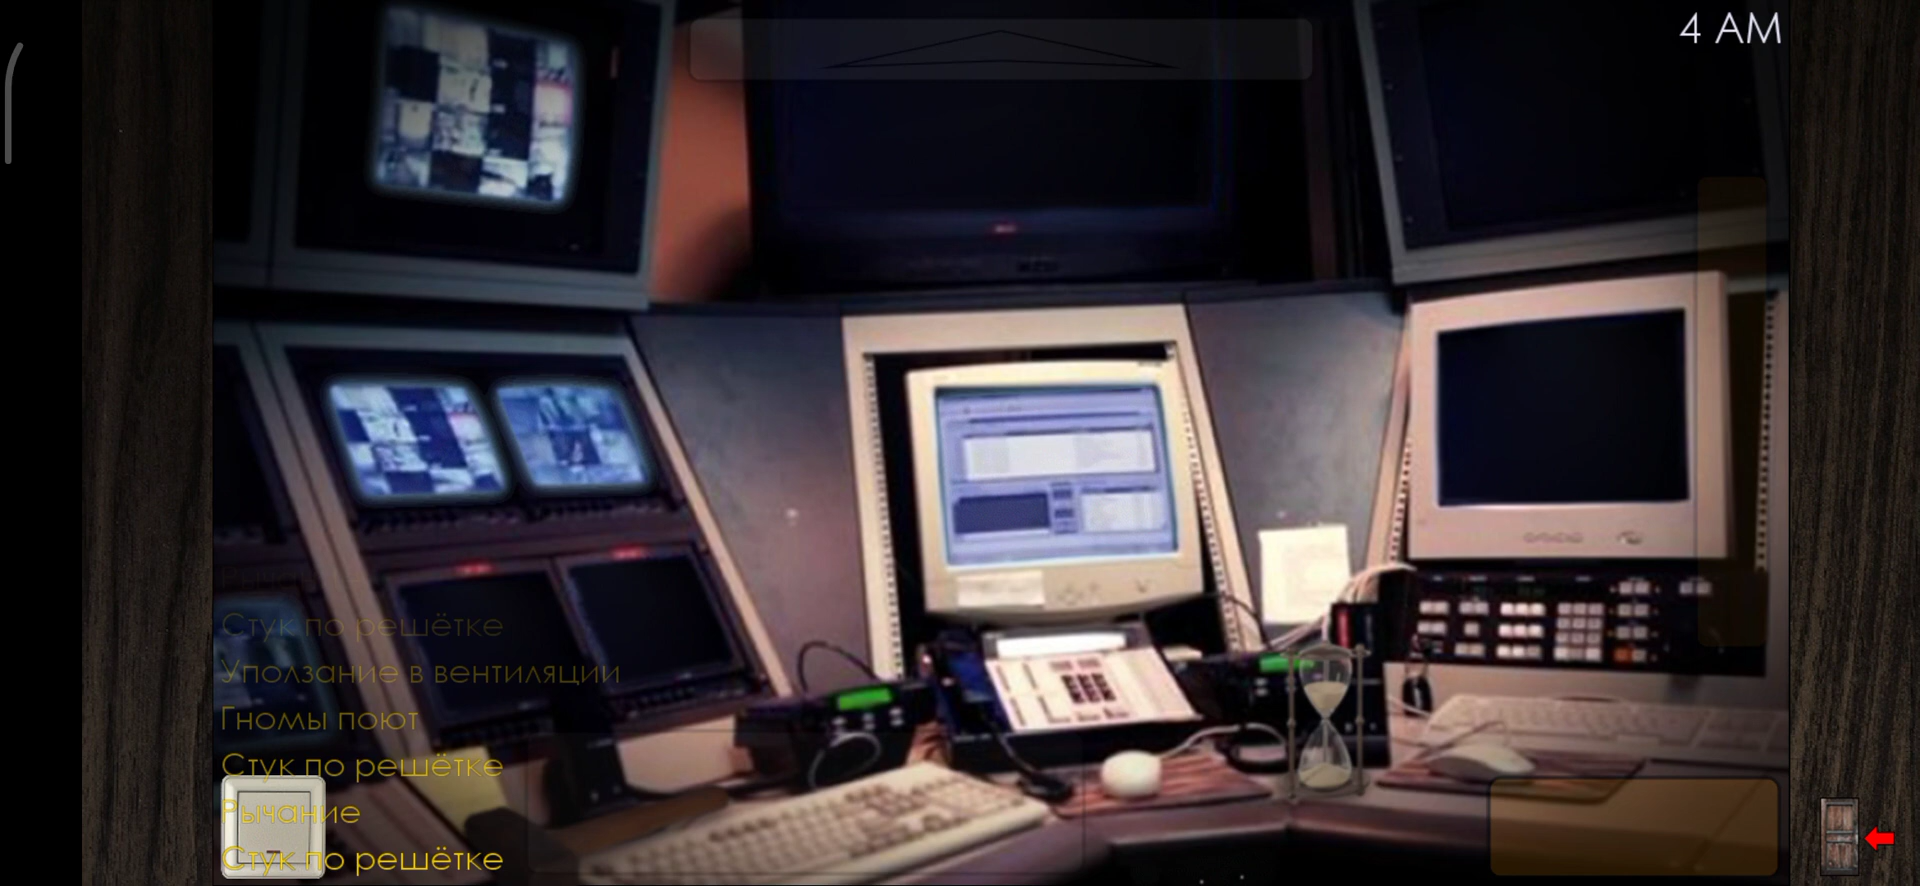 4 AM
Стук по решётке
Уползание в вентиляции
Гномы поют
Стук по решётке
Рычание
Стук по решётке